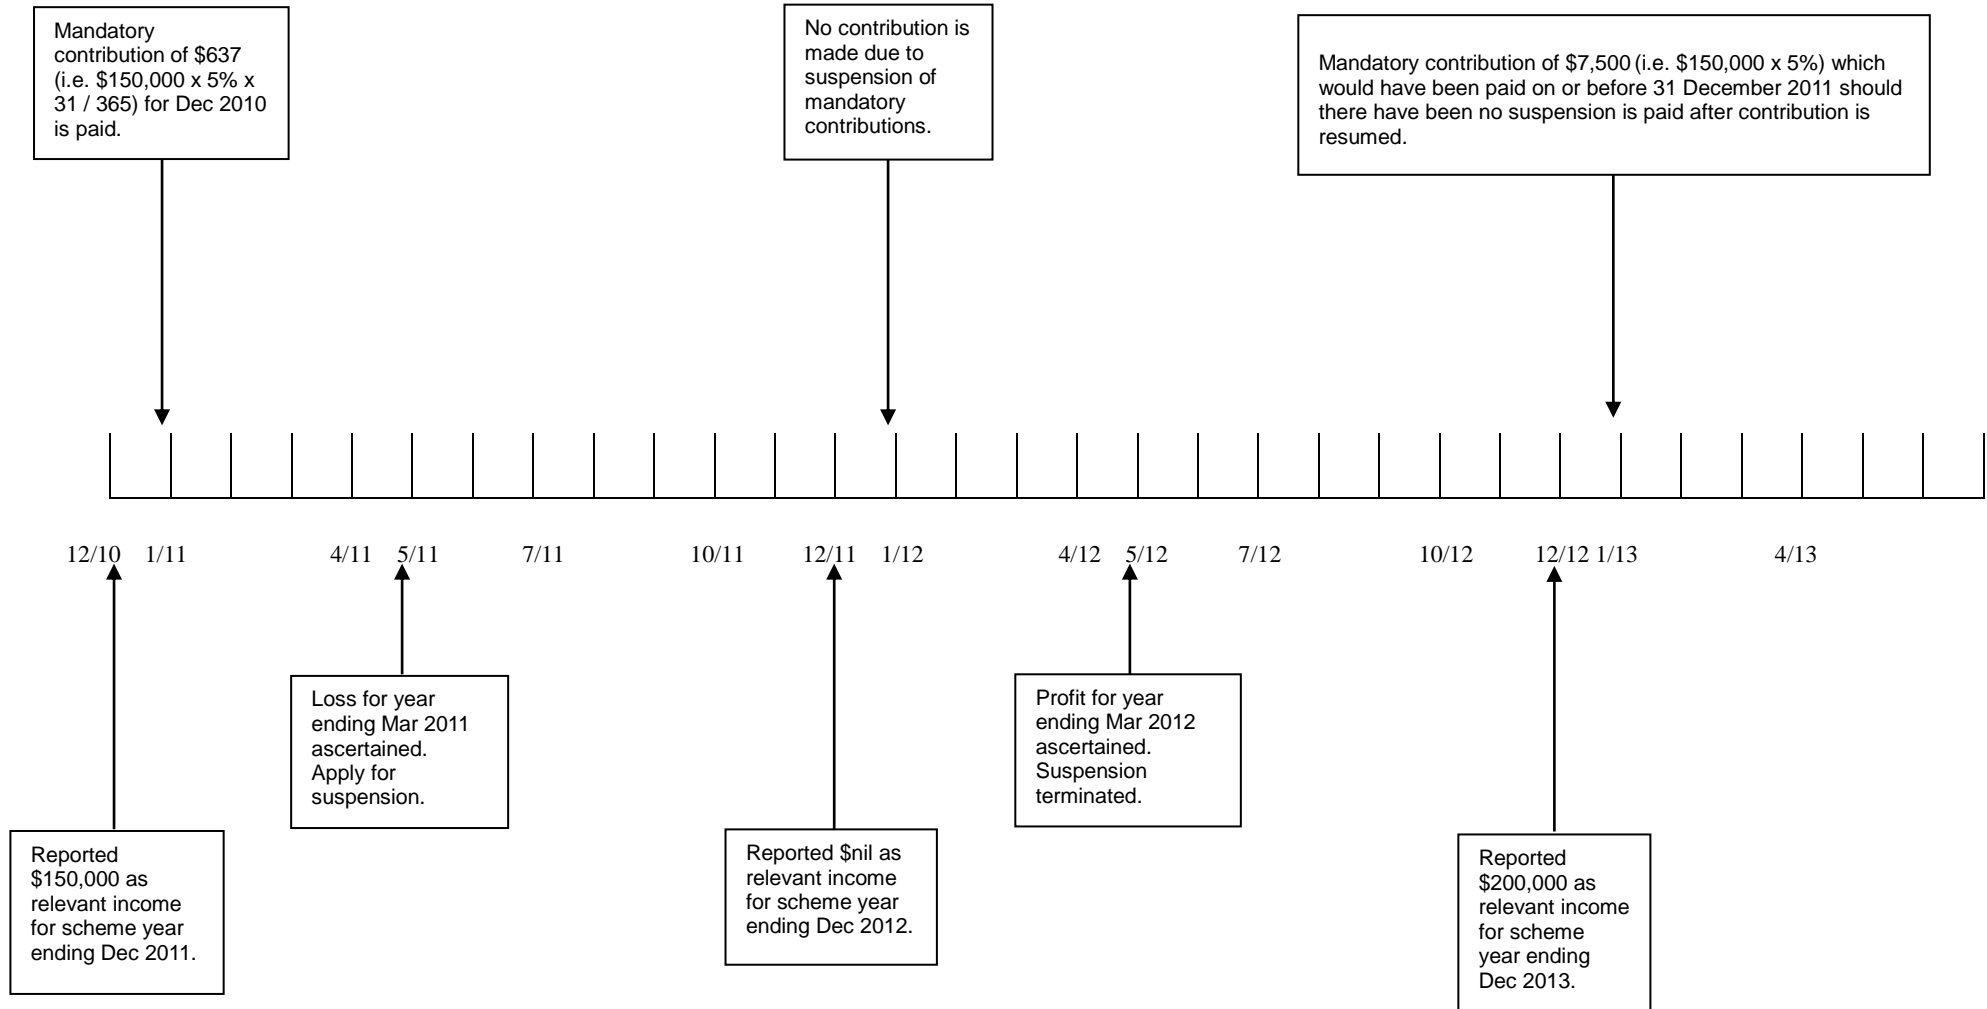 Mandatory
contribution of $637
(i.e. $150,000 x 5% x
31 / 365) for Dec 2010
is paid.
No contribution is
made due to
suspension of
mandatory
contributions.
Mandatory contribution of $7,500 (i.e. $150,000 x 5%) which
would have been paid on or before 31 December 2011 should
there have been no suspension is paid after contribution is
resumed.
12/10 1/11 4/11 5/11 7/11 10/11 12/11 1/12 4/12 5/12 7/12 10/12 12/12 1/13 4/13
Loss for year
ending Mar 2011
ascertained.
Apply for
suspension.
Profit for year
ending Mar 2012
ascertained.
Suspension
terminated.
Reported
$150,000 as
relevant income
for scheme year
ending Dec 2011.
Reported $nil as
relevant income
for scheme year
ending Dec 2012.
Reported
$200,000 as
relevant income
for scheme
year ending
Dec 2013.